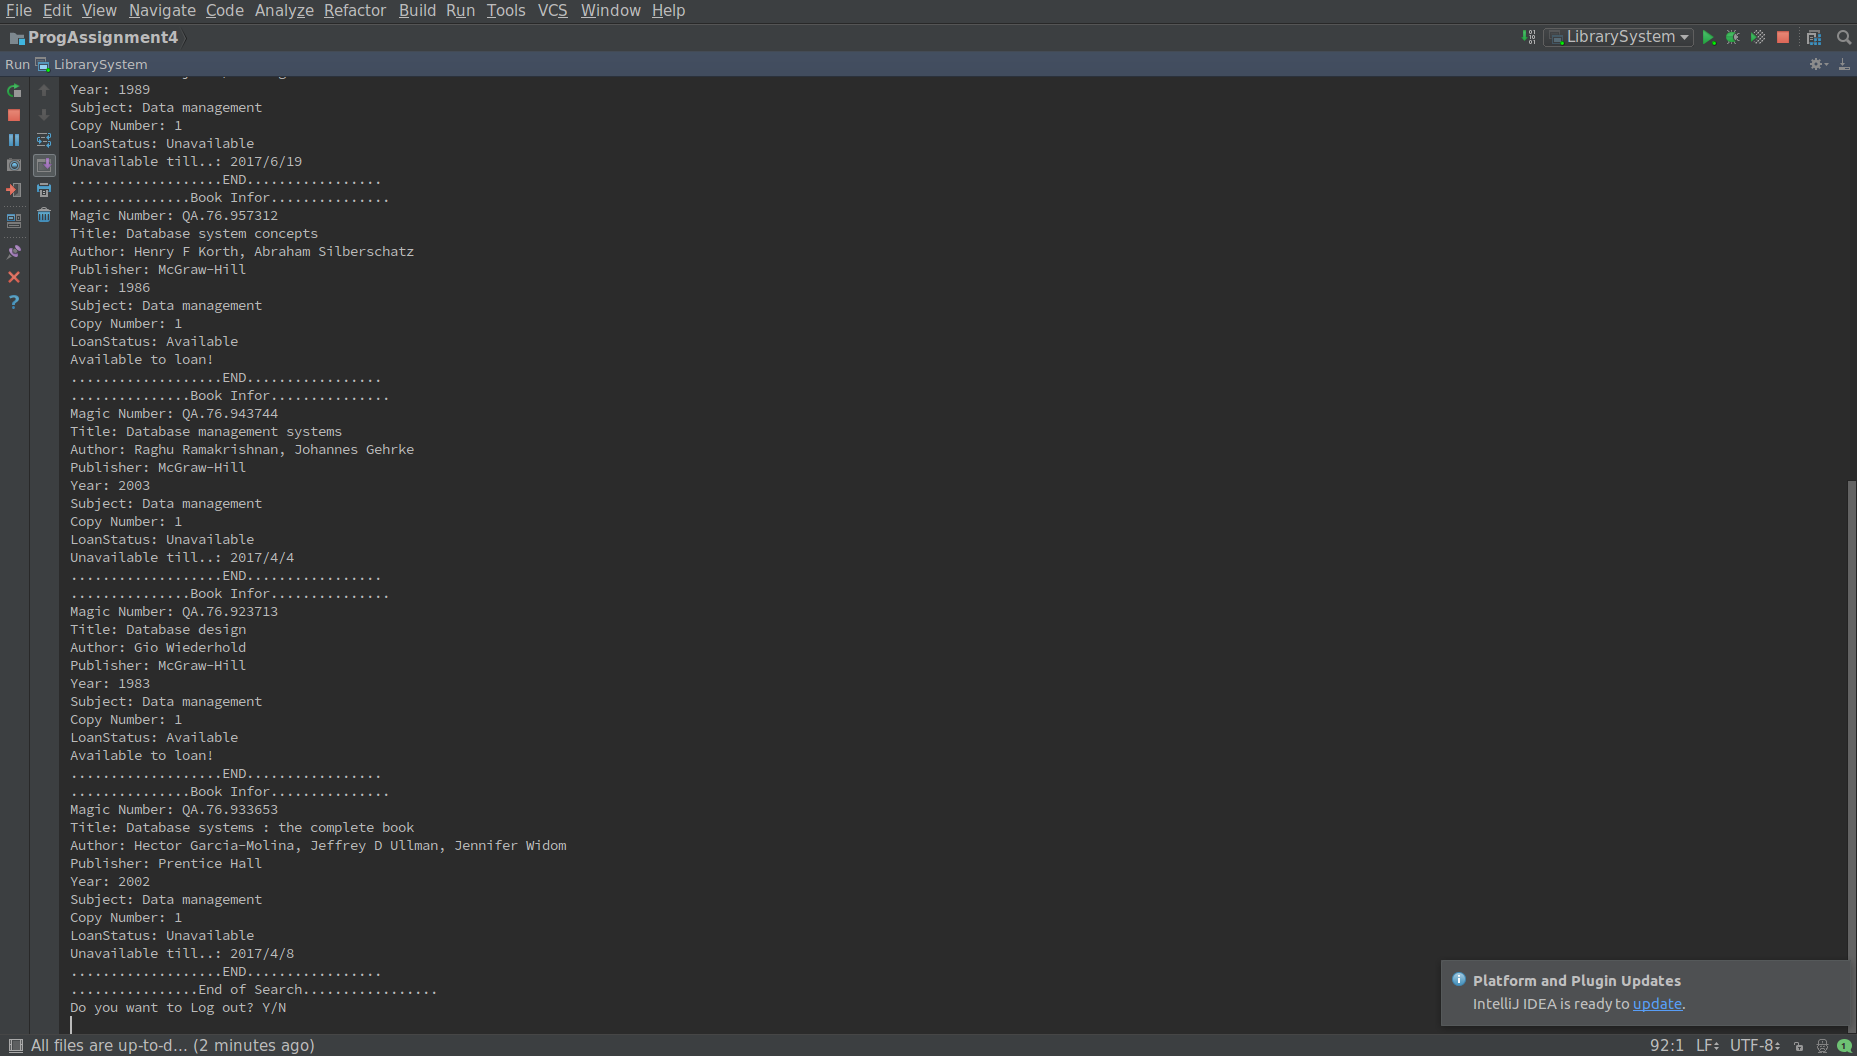 File Edit View Navigate Code Analyze Refactor Build Run Tools VCS Window Help
ProgAssignment4
LibrarySystem
Run LibrarySystem
Year: 1989
Subject: Data management
Copy Number: 1
LoanStatus: Unavailable
Unavailable till..: 2017/6/19
...................END.................
...............Book Infor...............
Magic Number: QA.76.957312
Title: Database system concepts
Author: Henry F Korth, Abraham Silberschatz
Publisher: McGraw-Hill
Year: 1986
Subject: Data management
Copy Number: 1
LoanStatus: Available
Available to loan!
...................END.................
...............Book Infor...............
Magic Number: QA.76.943744
Title: Database management systems
Author: Raghu Ramakrishnan, Johannes Gehrke
Publisher: McGraw-Hill
Year: 2003
Subject: Data management
Copy Number: 1
LoanStatus: Unavailable
Unavailable till..: 2017/4/4
...................END.................
...............Book Infor...............
Magic Number: QA.76.923713
Title: Database design
Author: Gio Wiederhold
Publisher: McGraw-Hill
Year: 1983
Subject: Data management
Copy Number: 1
LoanStatus: Available
Available to loan!
...................END.................
...............Book Infor...............
Magic Number: QA.76.933653
Title: Database systems : the complete book
Author: Hector Garcia-Molina, Jeffrey D Ullman, Jennifer Widom
Publisher: Prentice Hall
Year: 2002
Subject: Data management
Copy Number: 1
LoanStatus: Unavailable
Unavailable till..: 2017/4/8
...................END.................
................End of Search.................
Do you want to Log out? Y/N
Platform and Plugin Updates
IntelliJ IDEA is ready to update.
All files are up-to-d... (2 minutes ago)
92:1 LF UTF-8 1